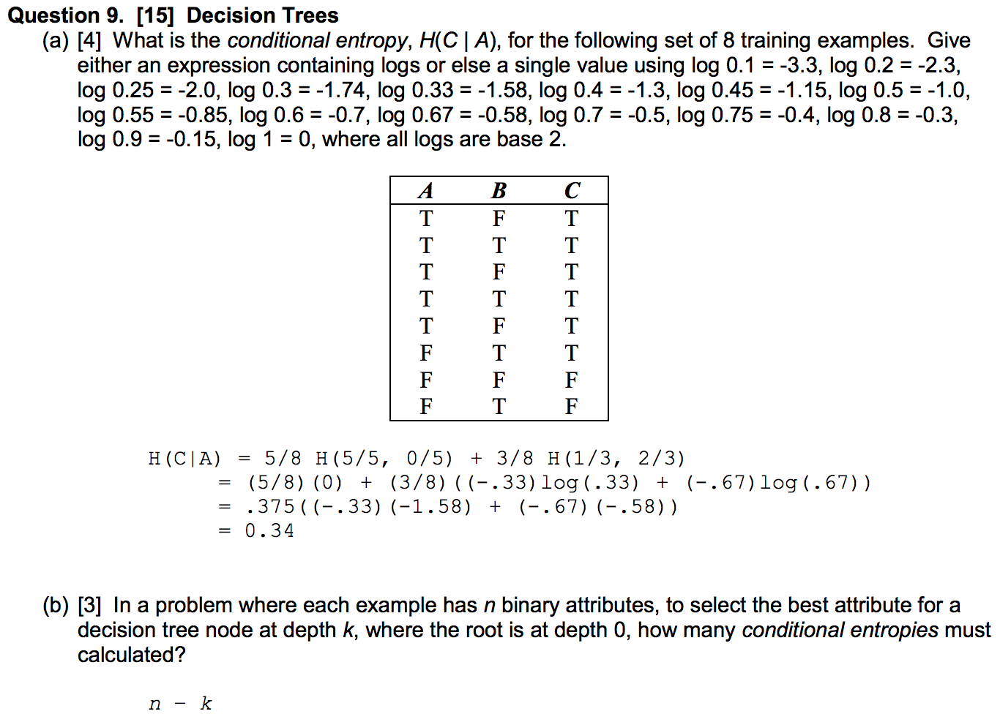 Question 9. [15] Decision Trees
(a) [4] What is the conditional entropy, H(C | A), for the following set of 8 training examples. Give
either an expression containing logs or else a single value using log 0.1 = -3.3, log 0.2 = -2.3,
log 0.25 = -2.0, log 0.3 = -1.74, log 0.33 = -1.58, log 0.4 = -1.3, log 0.45 = -1.15, log 0.5 = -1.0,
log 0.55 = -0.85, log 0.6 = -0.7, log 0.67 = -0.58, log 0.7 = -0.5, log 0.75 = -0.4, log 0.8 = -0.3,
log 0.9 = -0.15, log 1 = 0, where all logs are base 2.
A B C
T F T
T T T
T F T
T T T
T F T
F T T
F F F
F T F
H(C|A) = 5/8 H(5/5, 0/5) + 3/8 H(1/3, 2/3)
= (5/8)(0) + (3/8)((-.33)log(.33) + (-.67)log(.67))
= .375((-.33)(-1.58) + (-.67)(-.58))
= 0.34
(b) [3] In a problem where each example has n binary attributes, to select the best attribute for a
decision tree node at depth k, where the root is at depth 0, how many conditional entropies must
calculated?
n - k